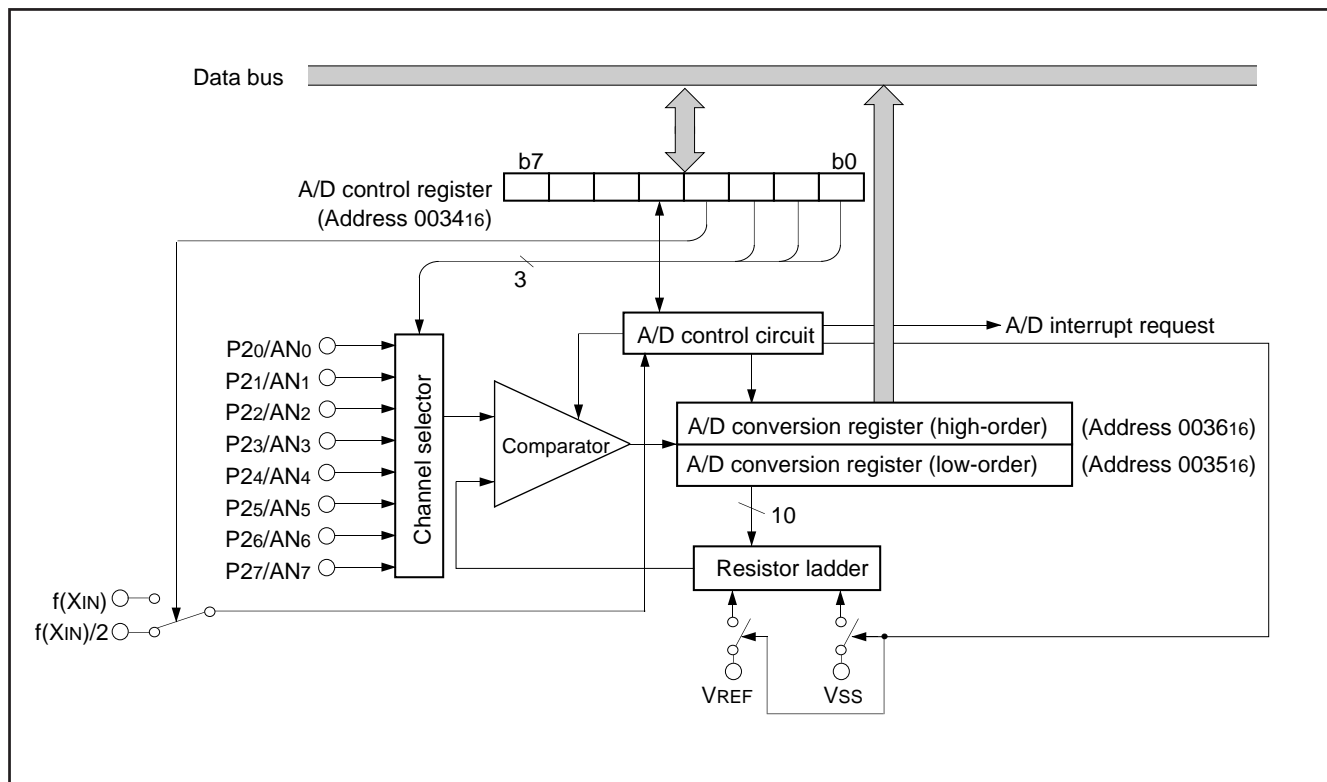 Data bus
b7 b0
A/D control register
(Address 003416)
3
A/D control circuit
A/D interrupt request
P20/AN0
P21/AN1
P22/AN2
P23/AN3
P24/AN4
P25/AN5
P26/AN6
P27/AN7
Channel selector
Comparator
A/D conversion register (high-order) (Address 003616)
A/D conversion register (low-order) (Address 003516)
10
Resistor ladder
f(XIN)
f(XIN)/2
VREF VSS